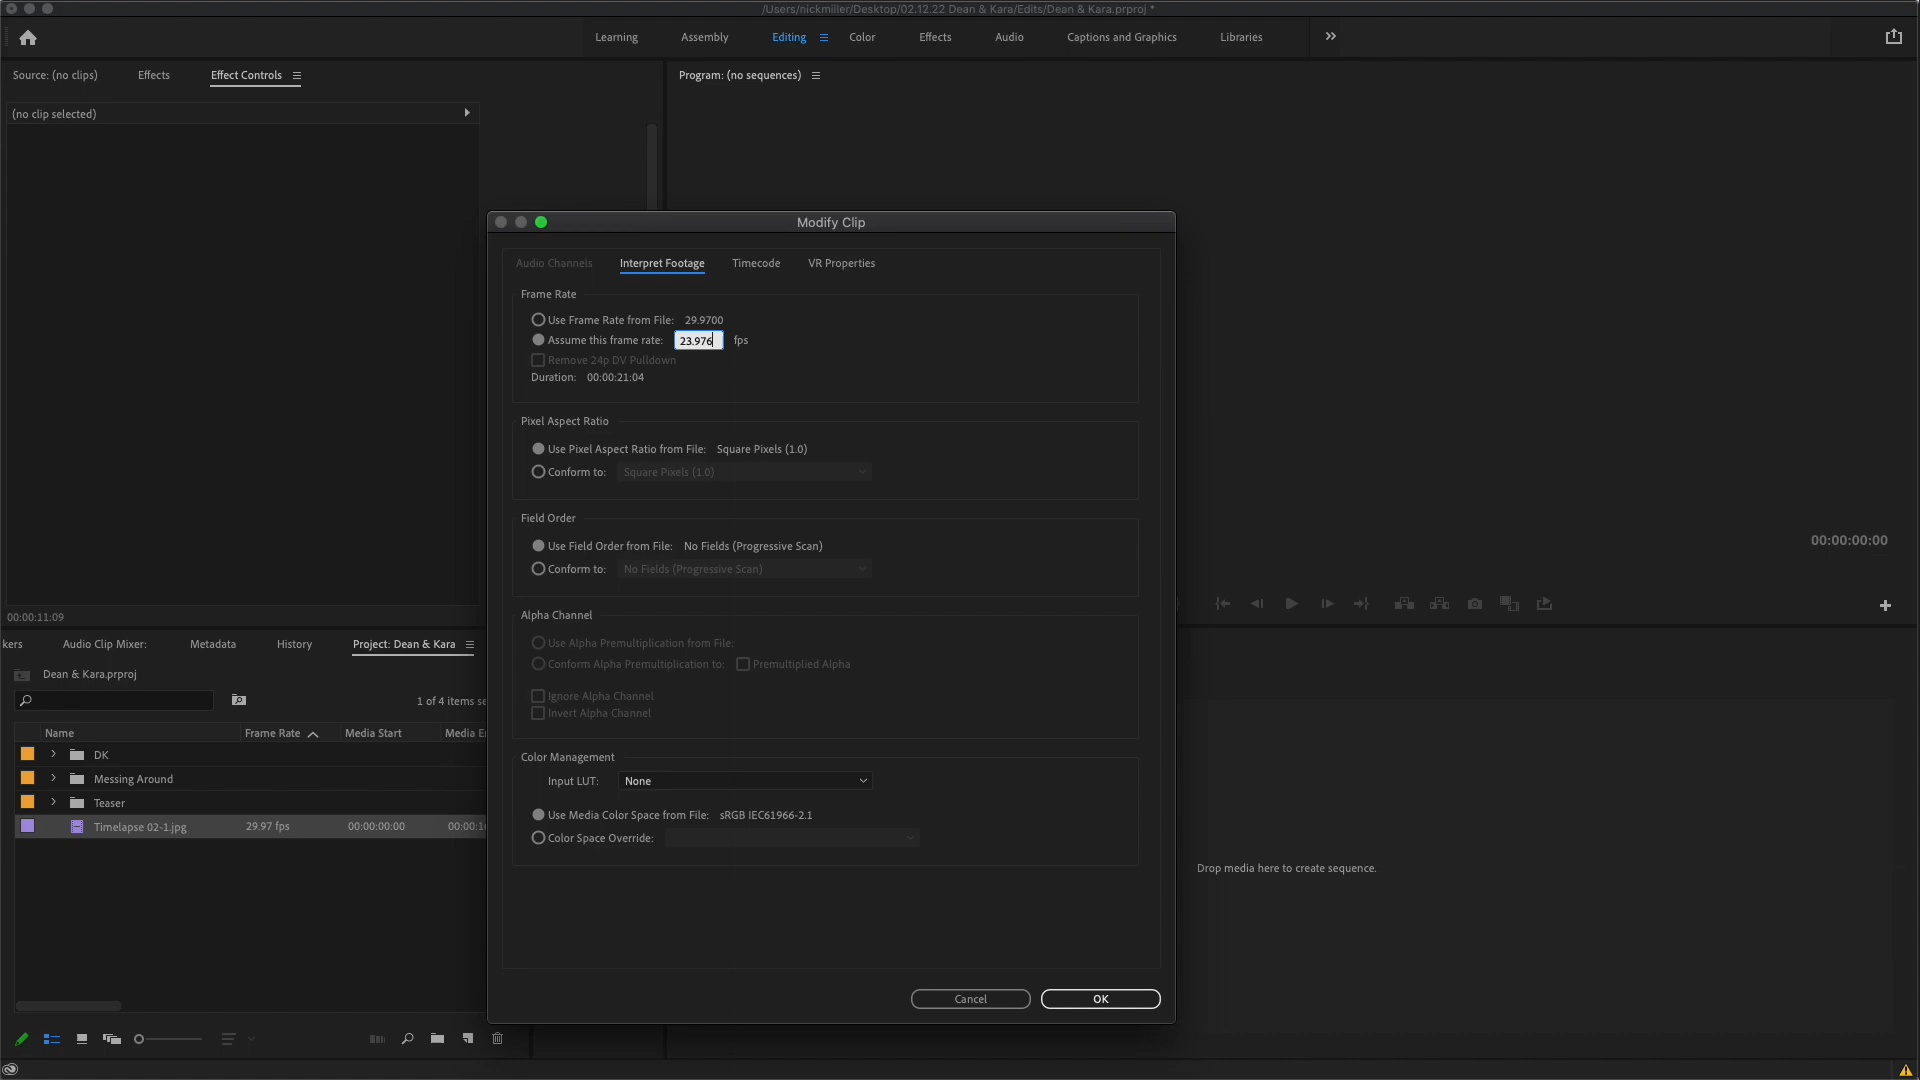 /Users/nickmiller/Desktop/02.12.22 Dean & Kara/Edits/Dean & Kara.prproj *
Learning Assembly Editing Color Effects Audio Captions and Graphics Libraries
Source: (no clips) Effects Effect Controls
Program: (no sequences)
(no clip selected)
Modify Clip
Audio Channels Interpret Footage Timecode VR Properties
Frame Rate
Use Frame Rate from File: 29.9700
Assume this frame rate: 23.976 fps
Remove 24p DV Pulldown
Duration: 00:00:21:04
Pixel Aspect Ratio
Use Pixel Aspect Ratio from File: Square Pixels (1.0)
Conform to: Square Pixels (1.0)
Field Order
Use Field Order from File: No Fields (Progressive Scan)
Conform to: No Fields (Progressive Scan)
Alpha Channel
Use Alpha Premultiplication from File:
Conform Alpha Premultiplication to: Premultiplied Alpha
Ignore Alpha Channel
Invert Alpha Channel
Color Management
Input LUT: None
Use Media Color Space from File: sRGB IEC61966-2.1
Color Space Override:
Cancel OK
00:00:00:00
00:00:11:09
kers Audio Clip Mixer: Metadata History Project: Dean & Kara
Dean & Kara.prproj
1 of 4 items se
Name Frame Rate Media Start Media E
DK
Messing Around
Teaser
Timelapse 02-1.jpg 29.97 fps 00:00:00:00 00:00:1
Drop media here to create sequence.